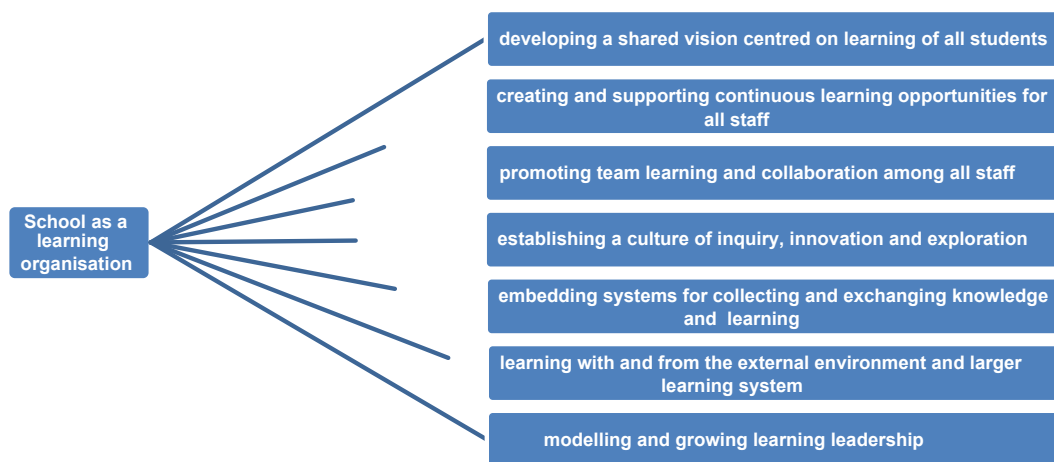 School as a
learning
organisation
developing a shared vision centred on learning of all students
creating and supporting continuous learning opportunities for
all staff
promoting team learning and collaboration among all staff
establishing a culture of inquiry, innovation and exploration
embedding systems for collecting and exchanging knowledge
and learning
learning with and from the external environment and larger
learning system
modelling and growing learning leadership